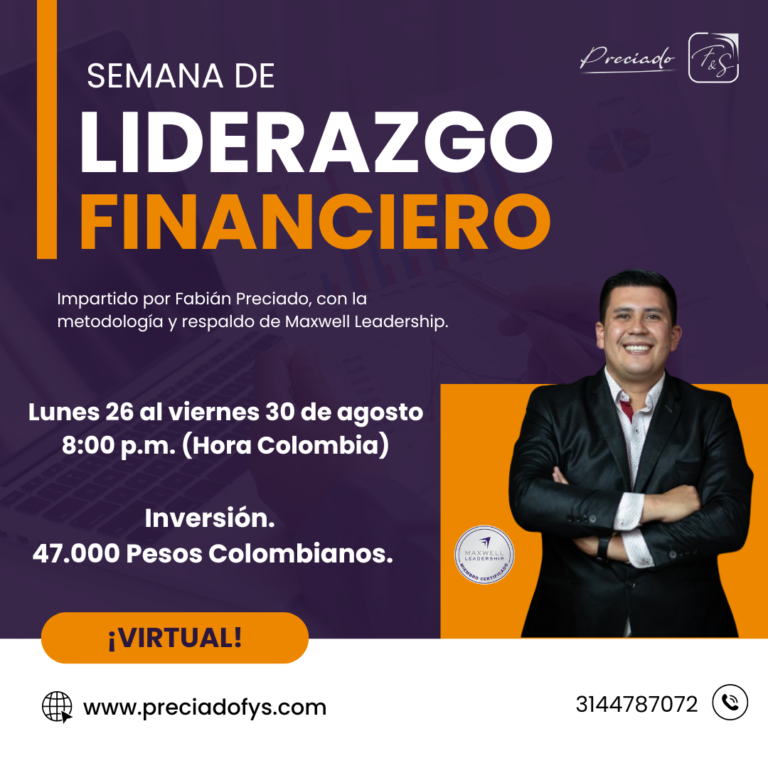 SEMANA DE
LIDERAZGO
FINANCIERO
Preciado
F&S
Impartido por Fabián Preciado, con la
metodología y respaldo de Maxwell Leadership.
Lunes 26 al viernes 30 de agosto
8:00 p.m. (Hora Colombia)
Inversión.
47.000 Pesos Colombianos.
MAXWELL
LEADERSHIP
MIEMBRO CERTIFICADO
¡VIRTUAL!
www.preciadofys.com
3144787072